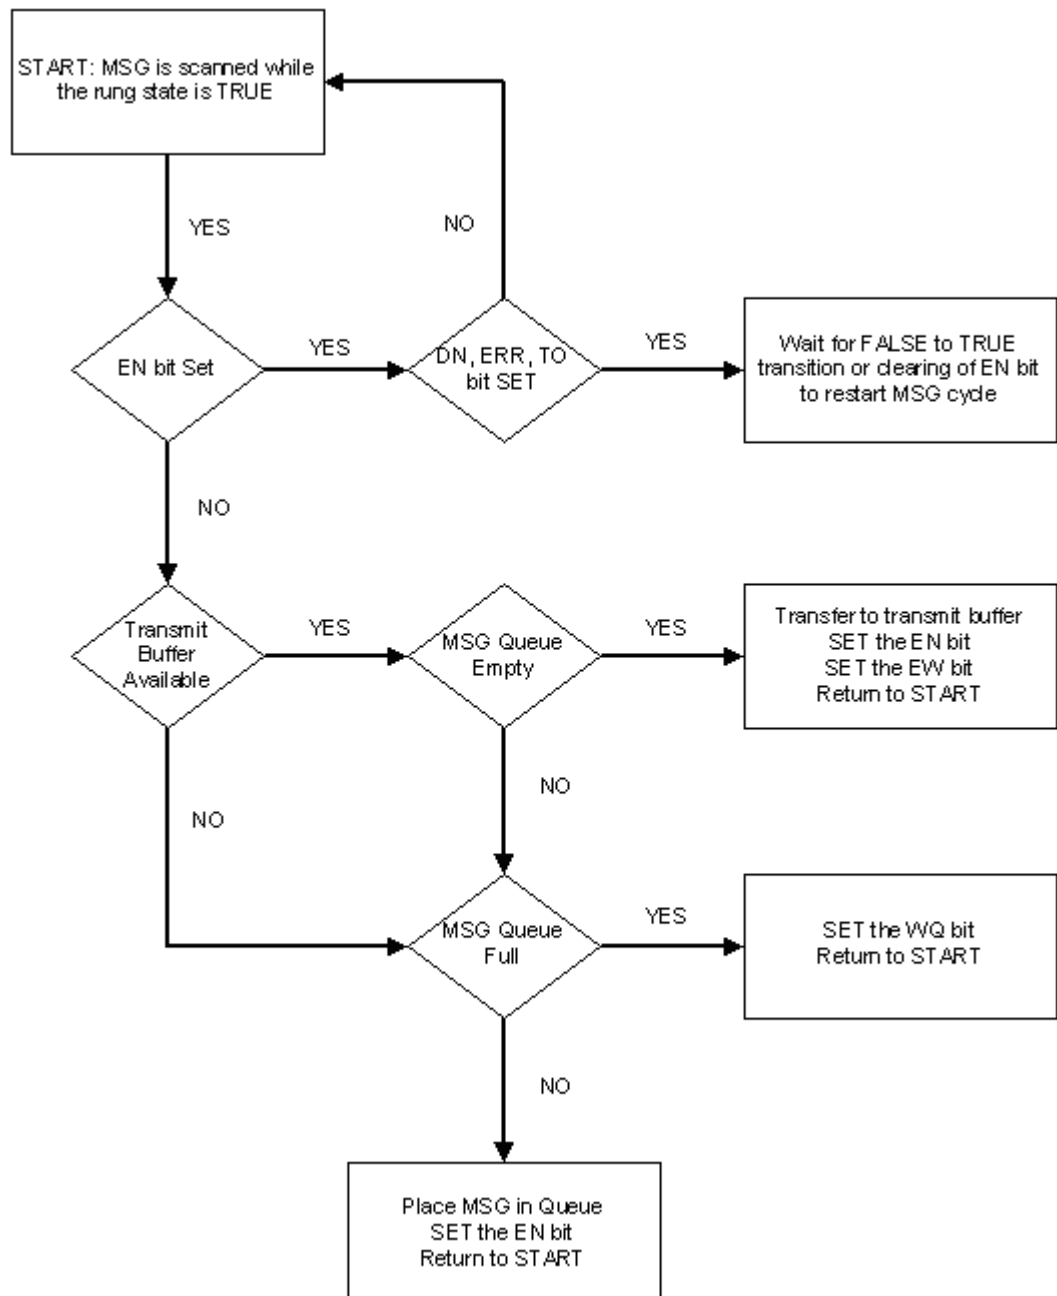 START: MSG is scanned while
the rung state is TRUE
YES
NO
EN bit Set
YES
DN, ERR, TO
bit SET
YES
Wait for FALSE to TRUE
transition or clearing of EN bit
to restart MSG cycle
NO
Transmit
Buffer
Available
YES
MSG Queue
Empty
YES
Transfer to transmit buffer
SET the EN bit
SET the EW bit
Return to START
NO
NO
MSG Queue
Full
YES
SET the WQ bit
Return to START
NO
Place MSG in Queue
SET the EN bit
Return to START